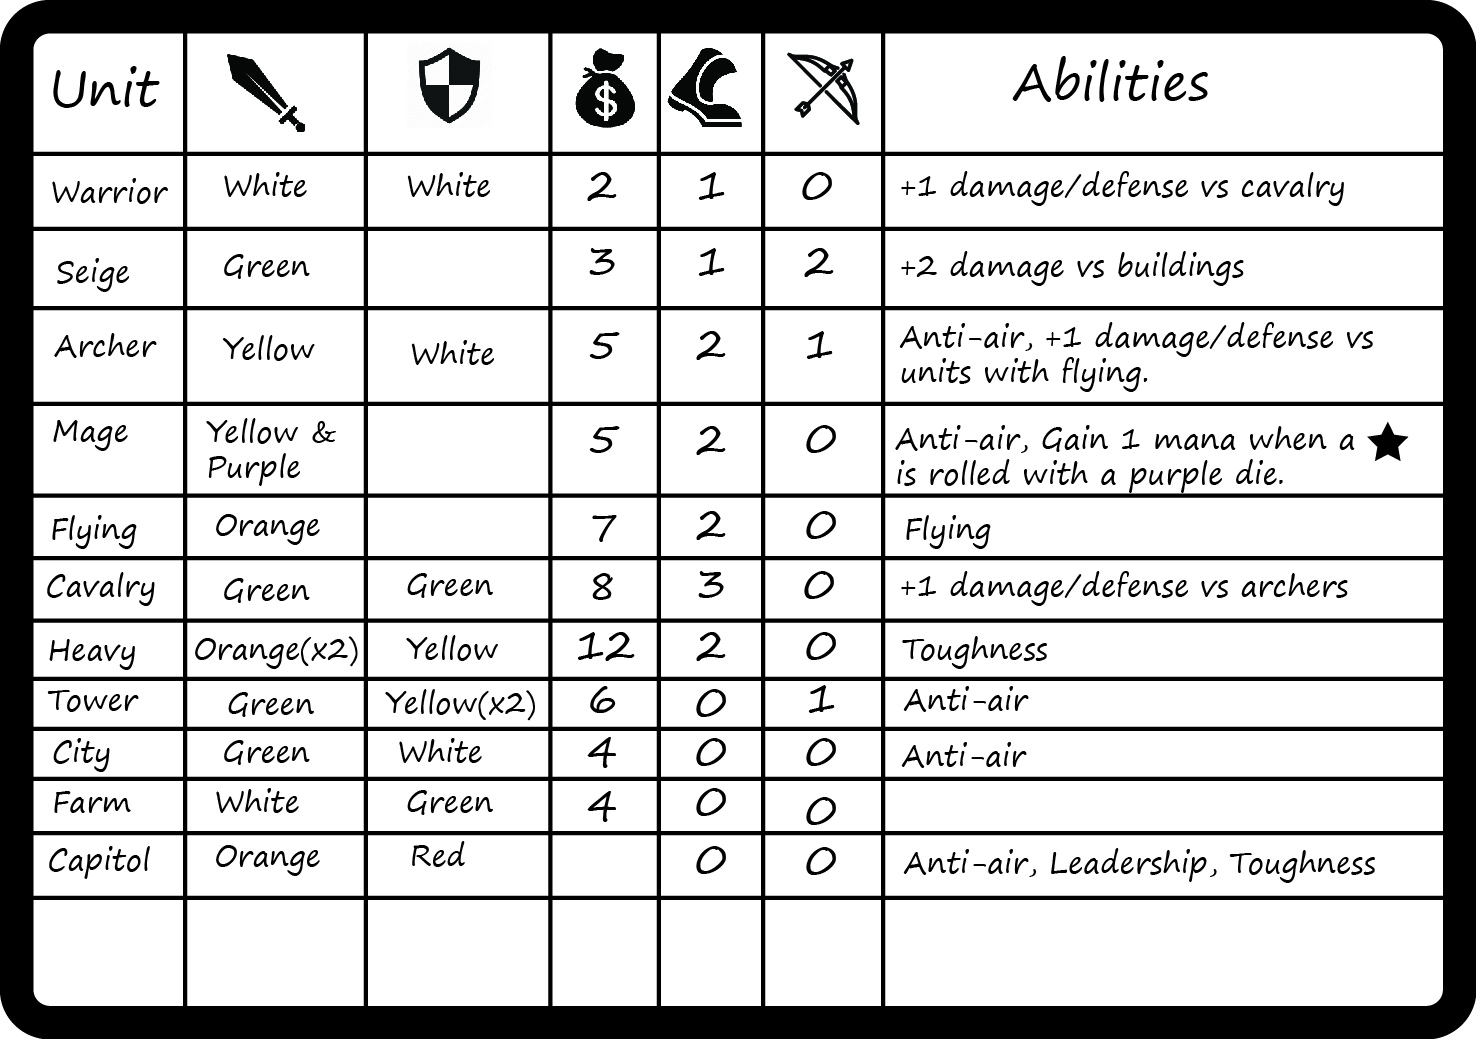 Unit $ Abilities
Warrior White White 2 1 0 +1 damage/defense vs cavalry
Seige Green 3 1 2 +2 damage vs buildings
Archer Yellow White 5 2 1 Anti-air, +1 damage/defense vs
units with flying.
Mage Yellow & 5 2 0 Anti-air, Gain 1 mana when a ★
Purple is rolled with a purple die.
Flying Orange 7 2 0 Flying
Cavalry Green Green 8 3 0 +1 damage/defense vs archers
Heavy Orange(x2) Yellow 12 2 0 Toughness
Tower Green Yellow(x2) 6 0 1 Anti-air
City Green White 4 0 0 Anti-air
Farm White Green 4 0 0
Capitol Orange Red 0 0 Anti-air, Leadership, Toughness